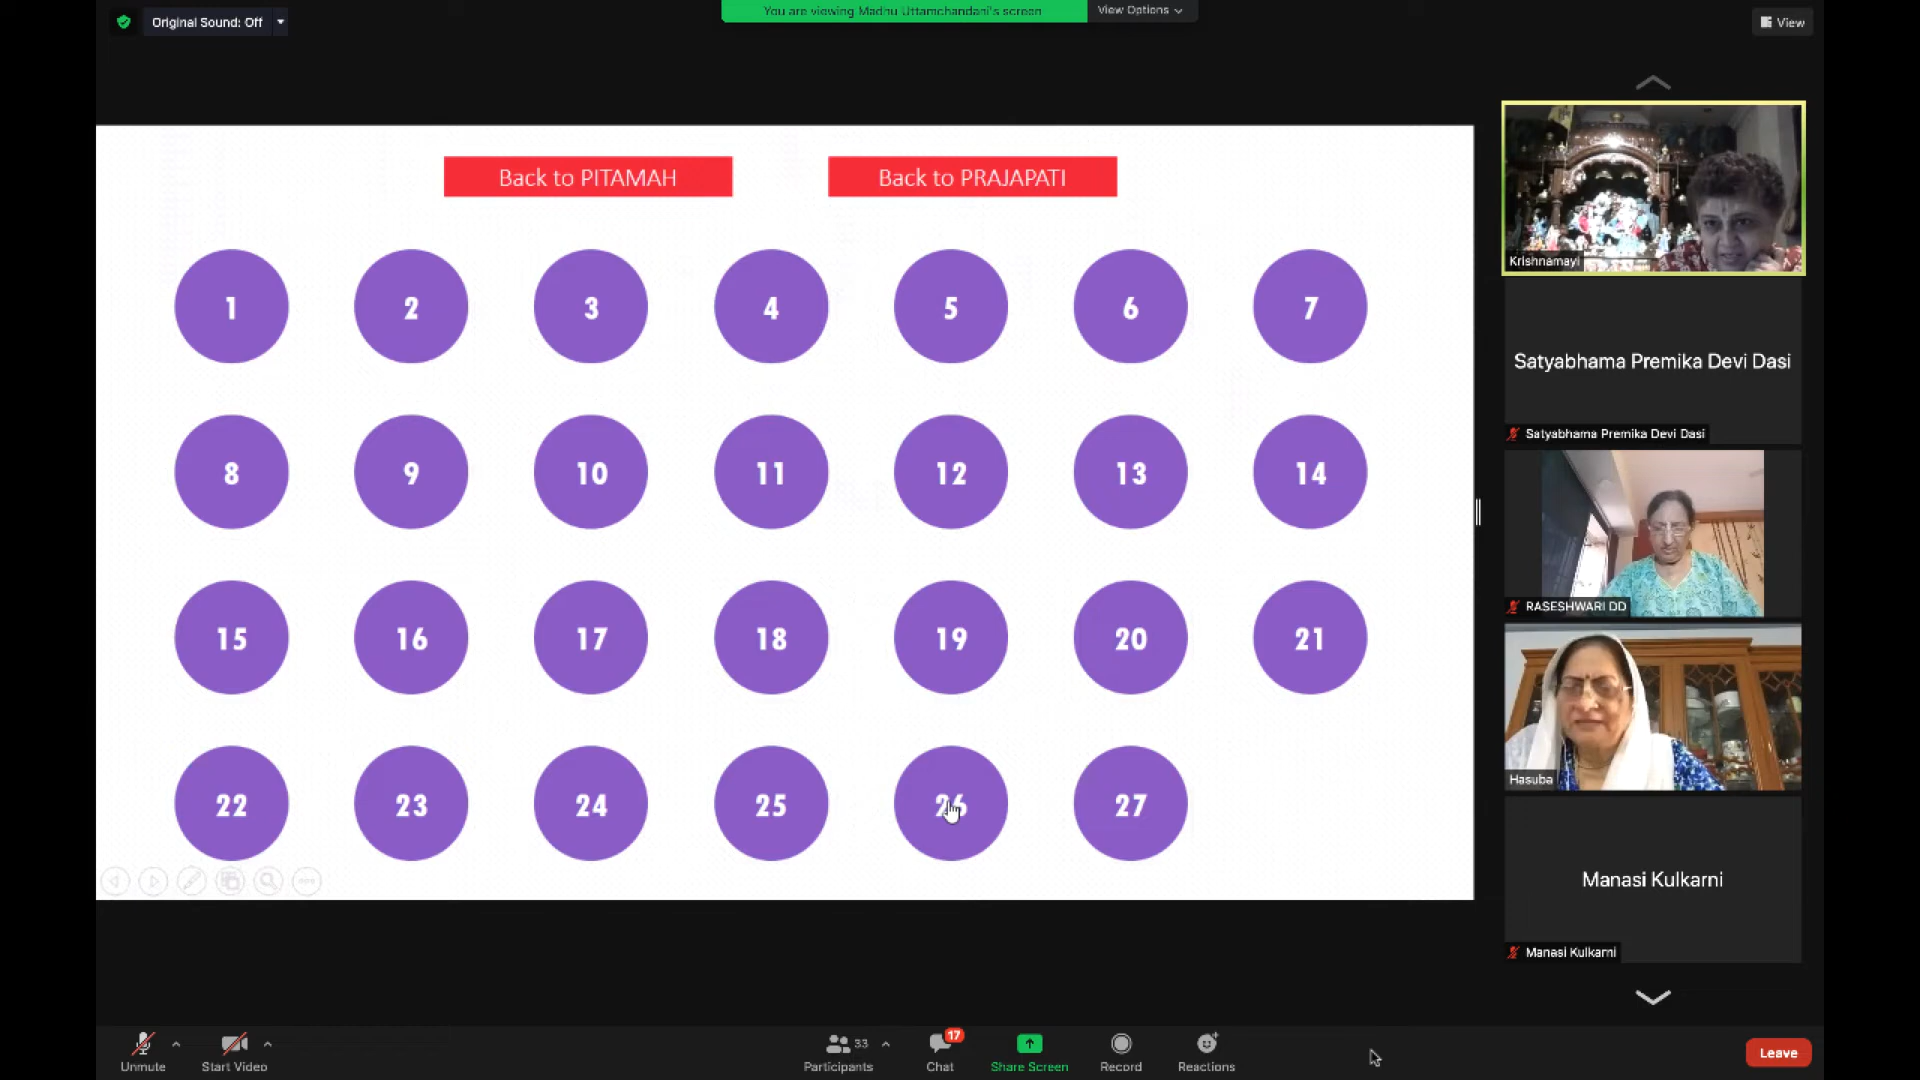 Original Sound: Off
You are viewing Madhu Uttamchandani's screen
View Options
View
Back to PITAMAH
Back to PRAJAPATI
1 2 3 4 5 6 7
8 9 10 11 12 13 14
15 16 17 18 19 20 21
22 23 24 25 26 27
Krishnamayi
Satyabhama Premika Devi Dasi
Satyabhama Premika Devi Dasi
RASESHWARI DD
Hasuba
Manasi Kulkarni
Manasi Kulkarni
Unmute
Start Video
33
Participants
17
Chat
Share Screen
Record
Reactions
Leave